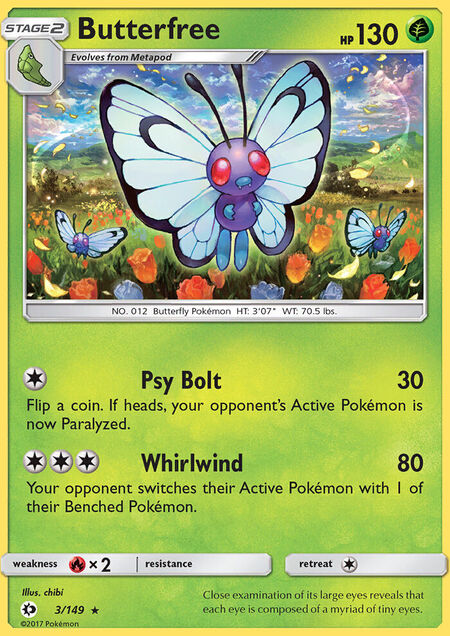 STAGE2
Butterfree
HP 130
Evolves from Metapod
NO. 012 Butterfly Pokémon HT: 3'07" WT: 70.5 lbs.
Psy Bolt 30
Flip a coin. If heads, your opponent's Active Pokémon is
now Paralyzed.
Whirlwind 80
Your opponent switches their Active Pokémon with 1 of
their Benched Pokémon.
weakness ×2 resistance retreat
Illus. chibi
3/149 ★
©2017 Pokémon
Close examination of its large eyes reveals that
each eye is composed of a myriad of tiny eyes.